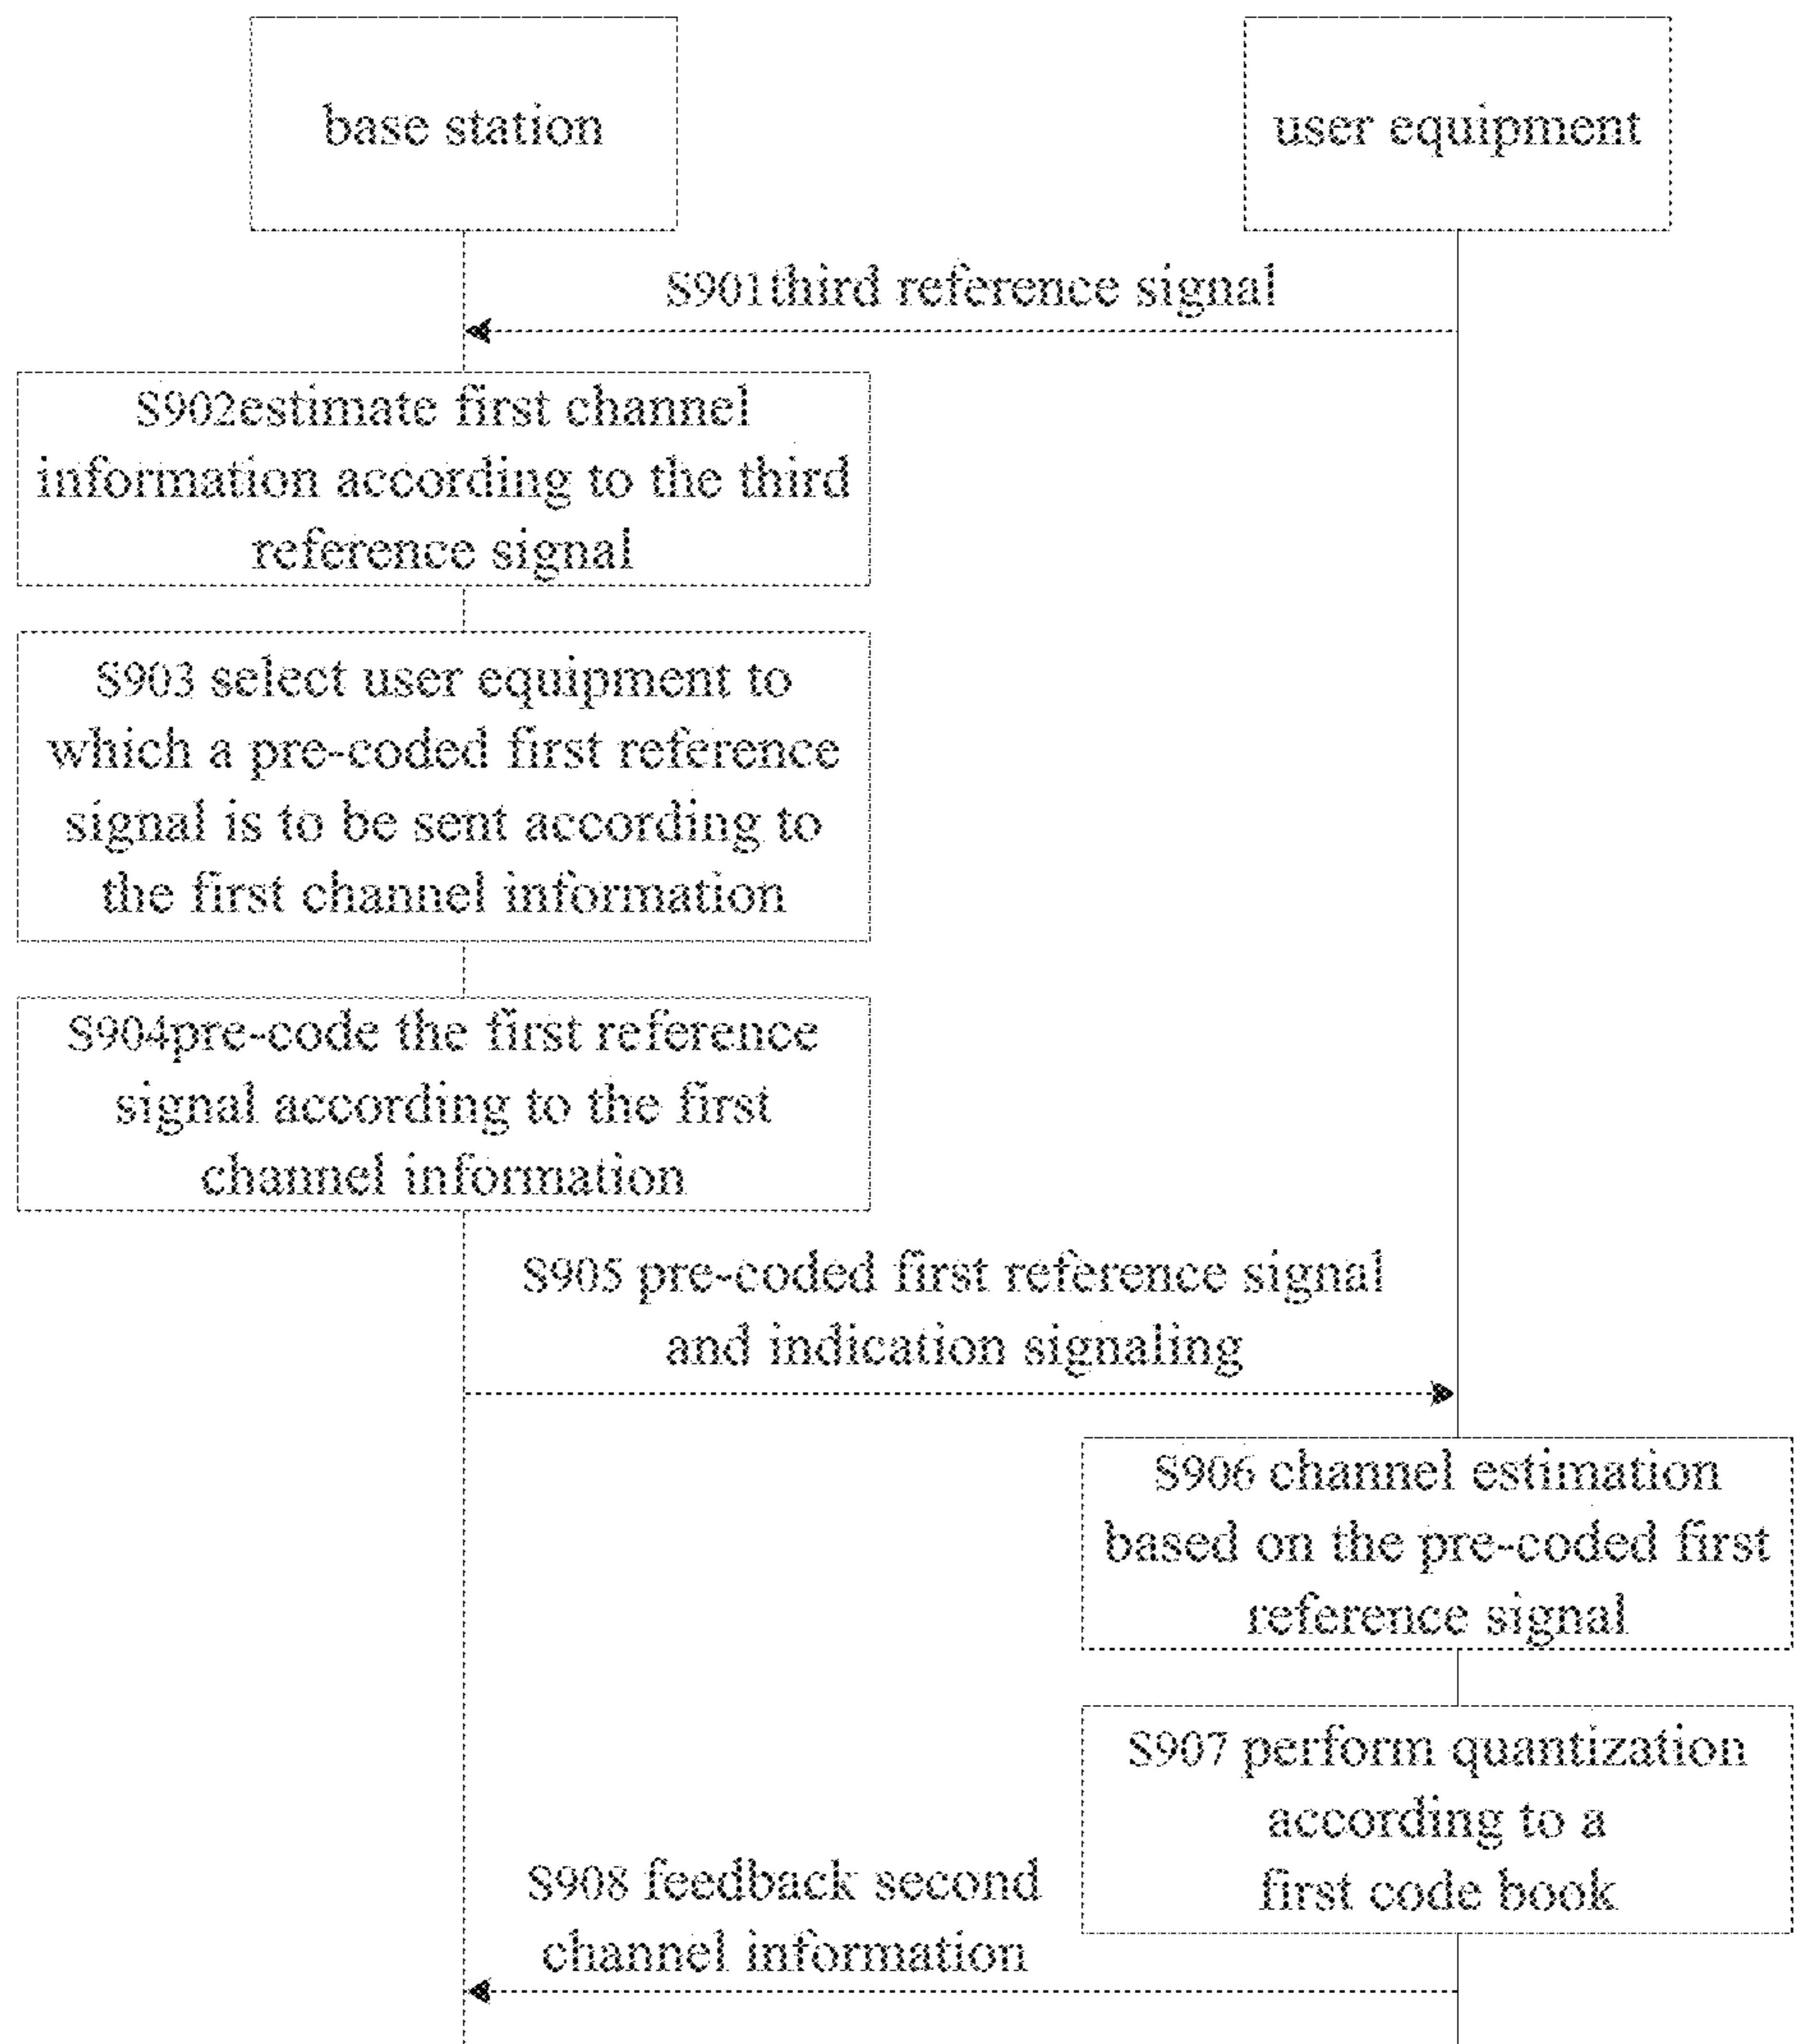 base station
user equipment
S901third reference signal
S902estimate first channel
information according to the third
reference signal
S903 select user equipment to
which a pre-coded first reference
signal is to be sent according to
the first channel information
S904pre-code the first reference
signal according to the first
channel information
S905 pre-coded first reference signal
and indication signaling
S906 channel estimation
based on the pre-coded first
reference signal
S907 perform quantization
according to a
first code book
S908 feedback second
channel information